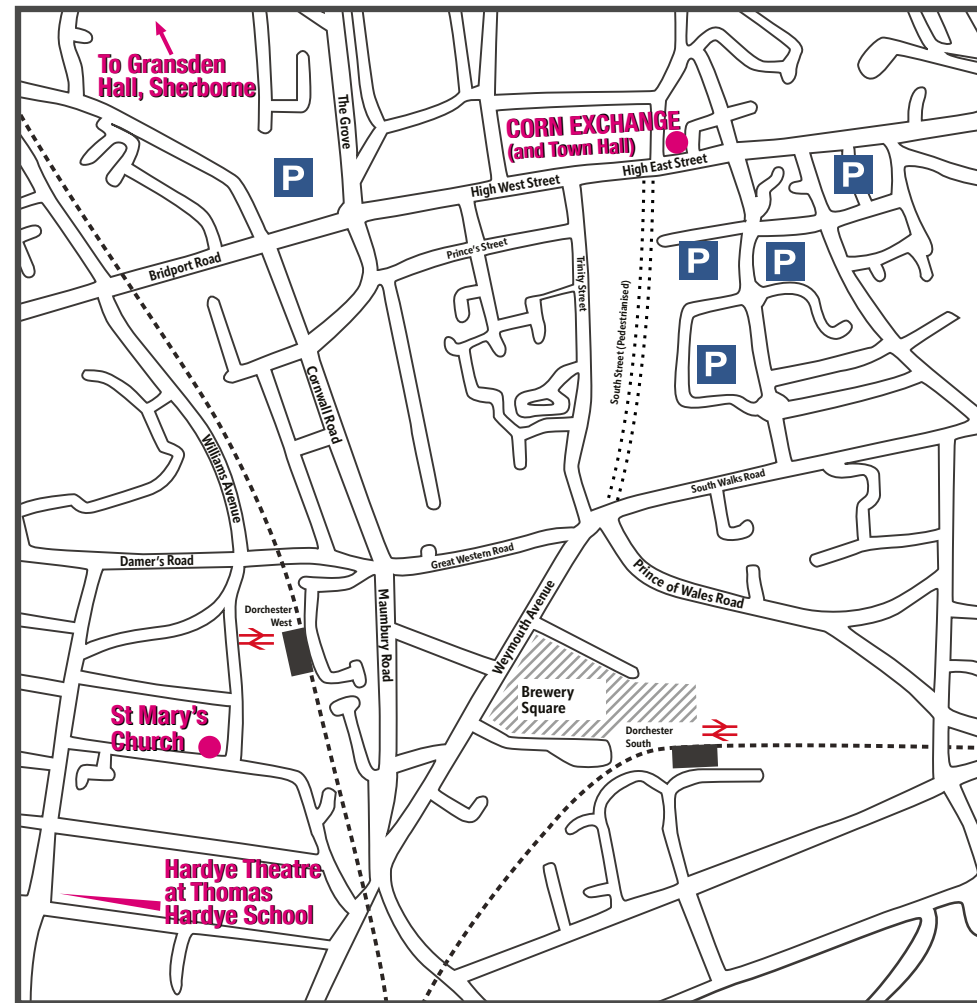 To Gransden
Hall, Sherborne
The Grove
CORN EXCHANGE
(and Town Hall)
High East Street
High West Street
P
P
P
P
P
Prince's Street
Bridport Road
Trinity Street
South Street (Pedestrianised)
Cornwall Road
Williams Avenue
South Walks Road
Great Western Road
Damer's Road
Prince of Wales Road
Maumbury Road
Weymouth Avenue
Dorchester
West
Brewery
Square
Dorchester
South
St Mary's
Church
Hardye Theatre
at Thomas
Hardye School